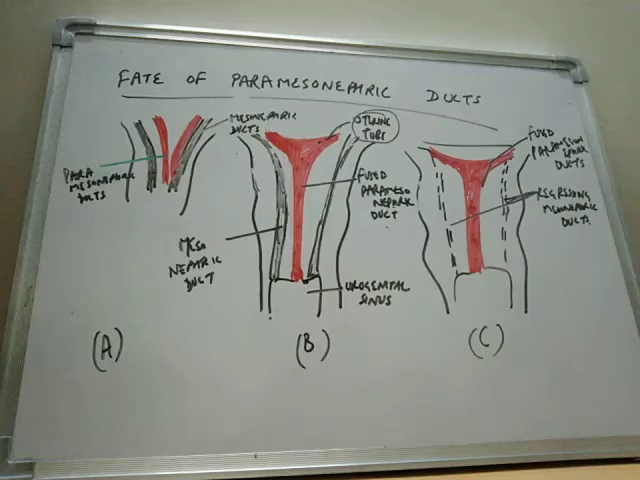 FATE OF PARAMESONEPHRIC DUCTS
MESONEPHRIC
DUCTS
UTERINE
TUBE
PARA
MESONEPHRIC
DUCTS
FUSED
PARAMESO
NEPHRIC
DUCT
MESO
NEPHRIC
DUCT
UROGENITAL
SINUS
FUSED
DUCTS
REGRESSING
DUCTS
(A)
(B)
(C)